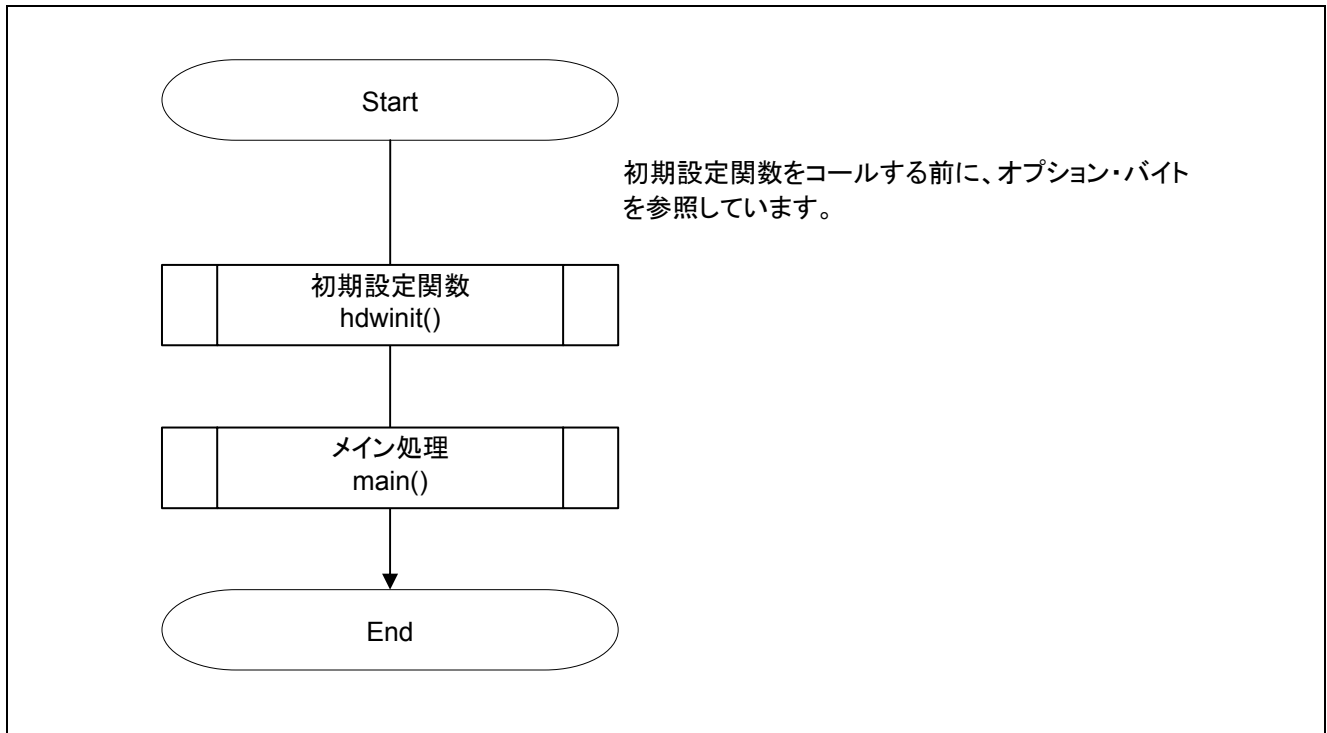 Start
初期設定関数をコールする前に、オプション・バイト
を参照しています。
初期設定関数
hdwinit()
メイン処理
main()
End